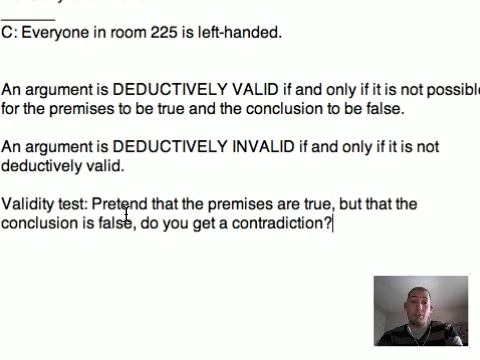 C: Everyone in room 225 is left-handed.
An argument is DEDUCTIVELY VALID if and only if it is not possibl
for the premises to be true and the conclusion to be false.
An argument is DEDUCTIVELY INVALID if and only if it is not
deductively valid.
Validity test: Pretend that the premises are true, but that the
conclusion is false, do you get a contradiction?